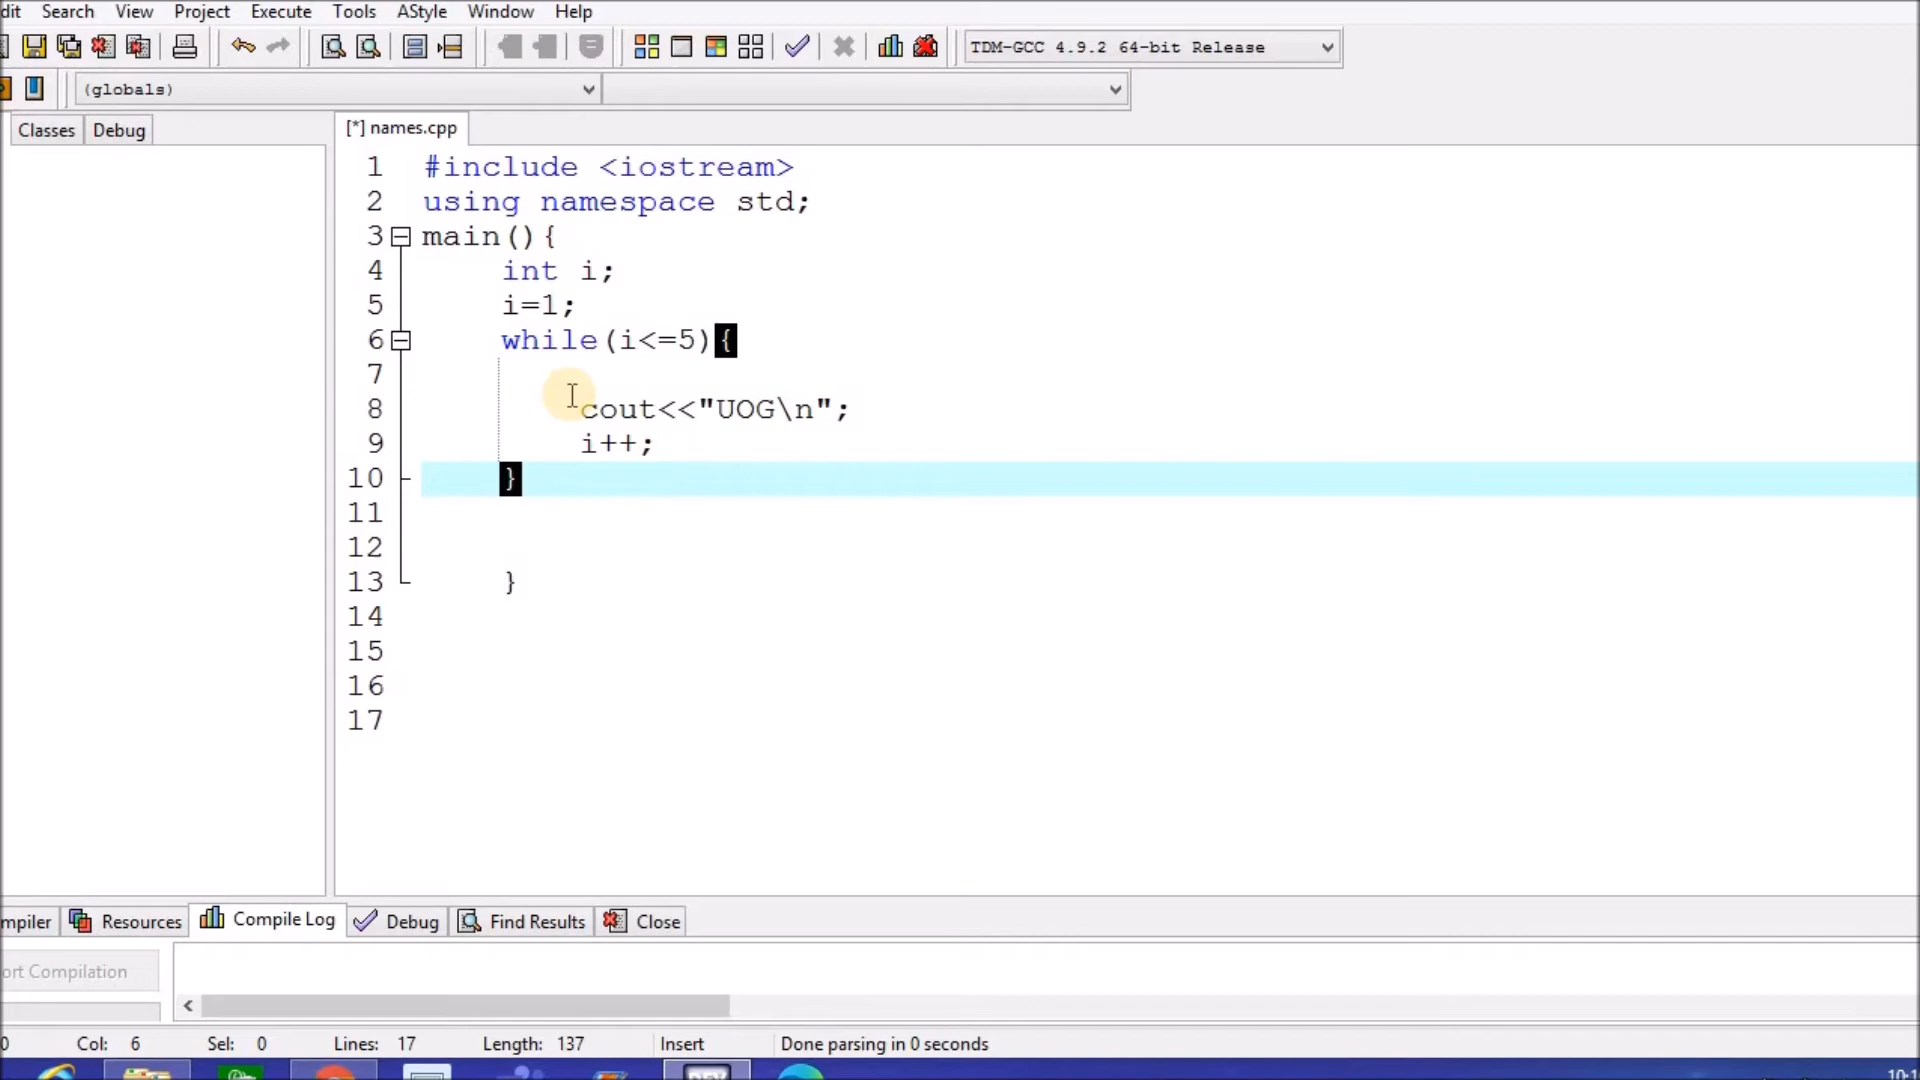 dit Search View Project Execute Tools AStyle Window Help
TDM-GCC 4.9.2 64-bit Release
(globals)
Classes Debug [*] names.cpp
1 #include <iostream>
2 using namespace std;
3 main(){
4 int i;
5 i=1;
6 while(i<=5){
7
8 cout<<"UOG\n";
9 i++;
10 }
11
12
13 }
14
15
16
17
mpiler Resources Compile Log Debug Find Results Close
ort Compilation
0 Col: 6 Sel: 0 Lines: 17 Length: 137 Insert Done parsing in 0 seconds
DEV